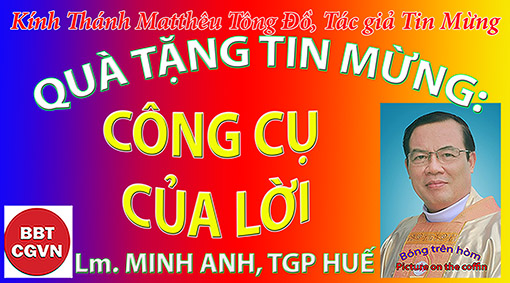 Kính Thánh Matthêu Tông Đồ, Tác giả Tin Mừng
QUÀ TẶNG TIN MỪNG:
CÔNG CỤ
CỦA LỜI
BBT
CGVN
Lm. MINH ANH, TGP HUẾ
Bóng trên hòm
Picture on the coffin